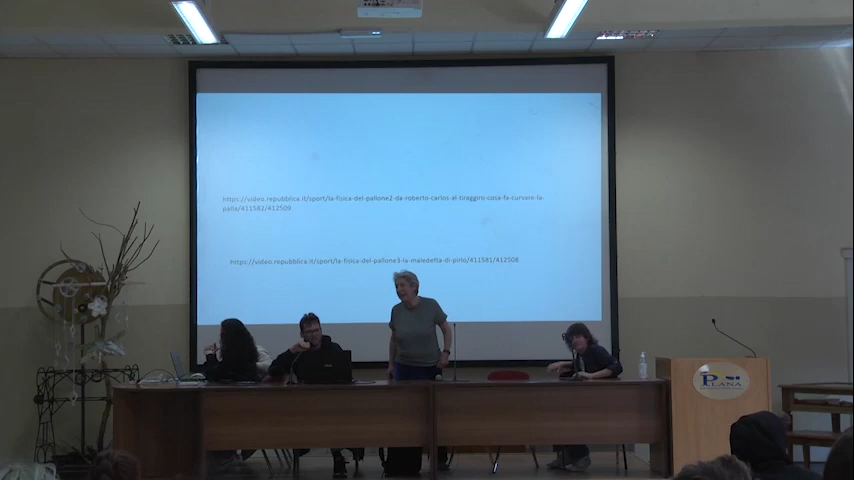 https://video.repubblica.it/sport/la-fisica-del-pallone2-da-roberto-carlos-al-tiraggiro-cosa-fa-curvare-la-
palla/411582/412509
https://video.repubblica.it/sport/la-fisica-del-pallone3-la-maledetta-di-pirlo/411581/412508
PLANA